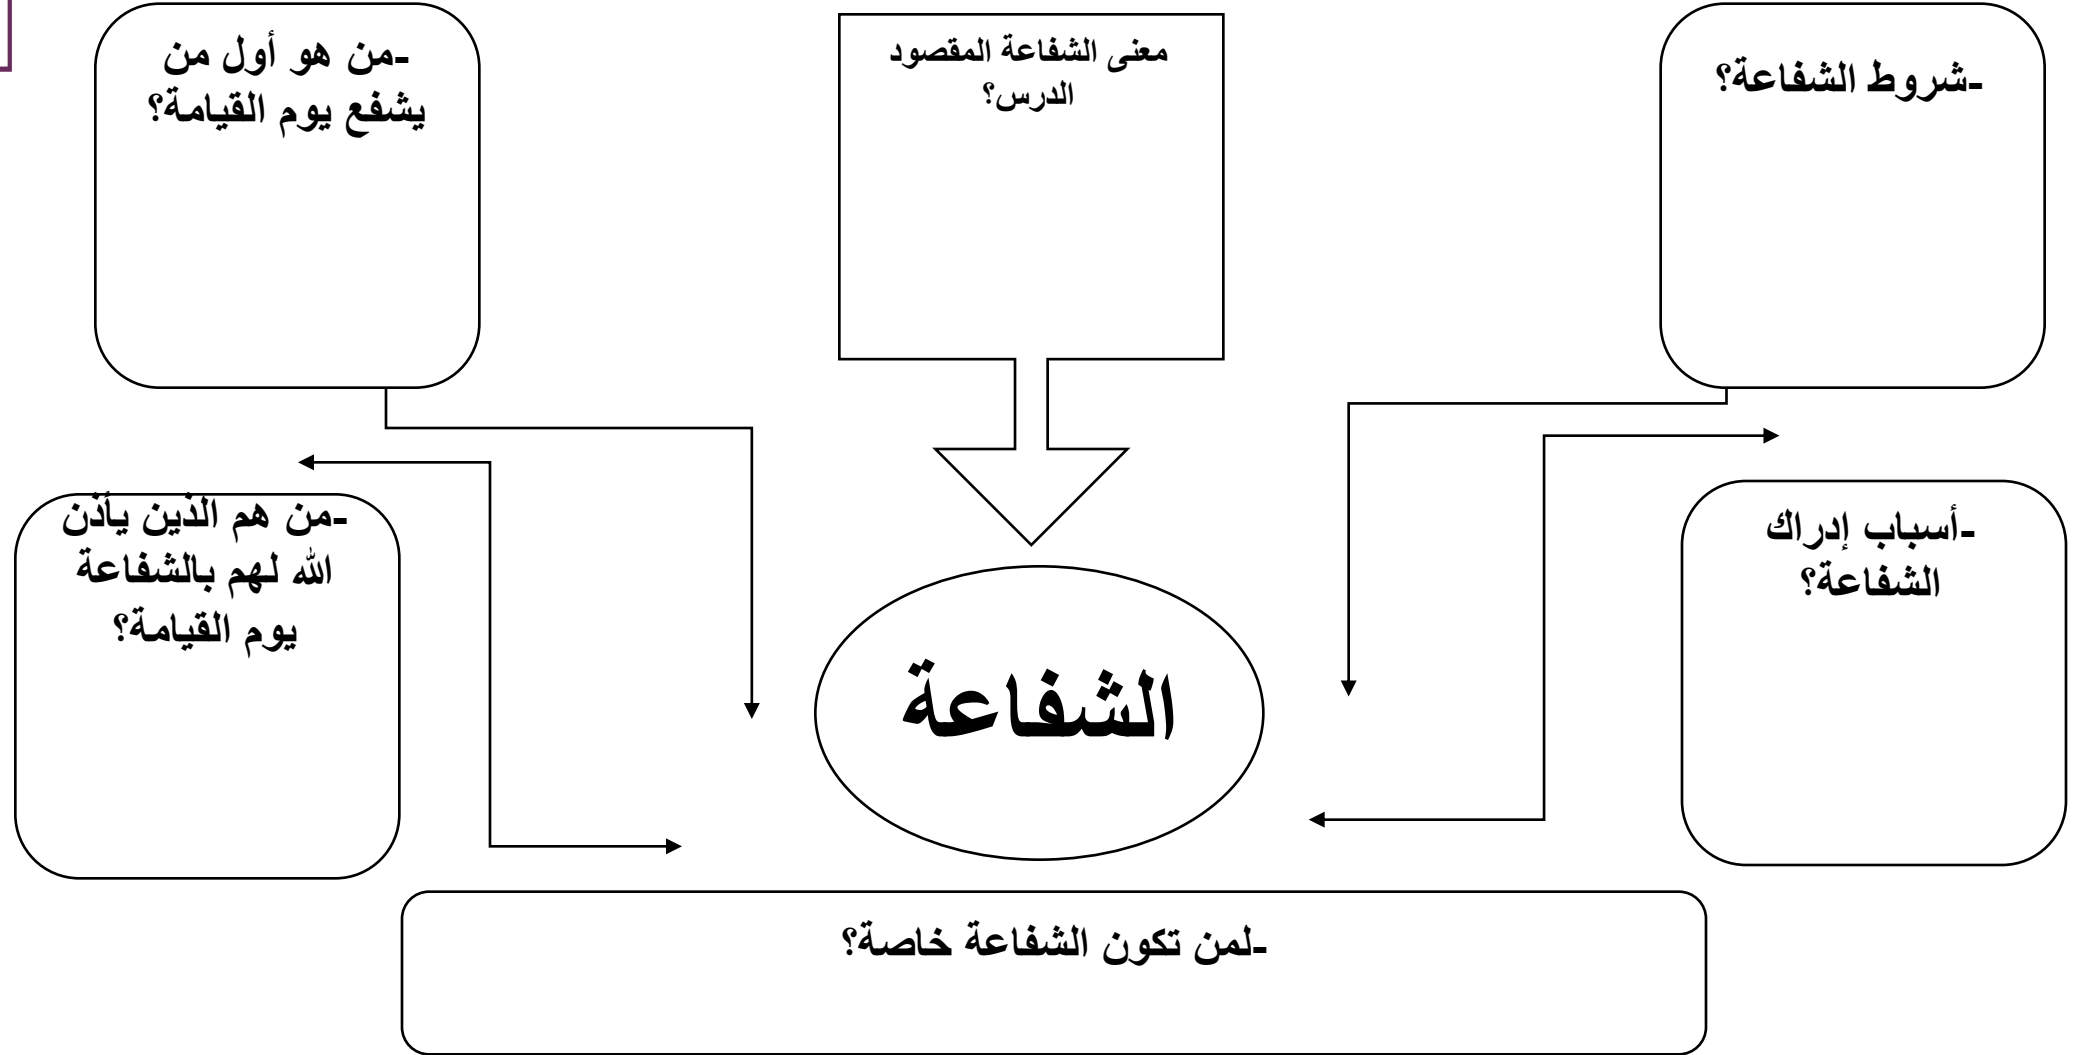 -شروط الشفاعة؟
معنى الشفاعة المقصود
الدرس؟
-من هو أول من
يشفع يوم القيامة؟
-أسباب إدراك
الشفاعة؟
-من هم الذين يأذن
الله لهم بالشفاعة
يوم القيامة؟
الشفاعة
-لمن تكون الشفاعة خاصة؟